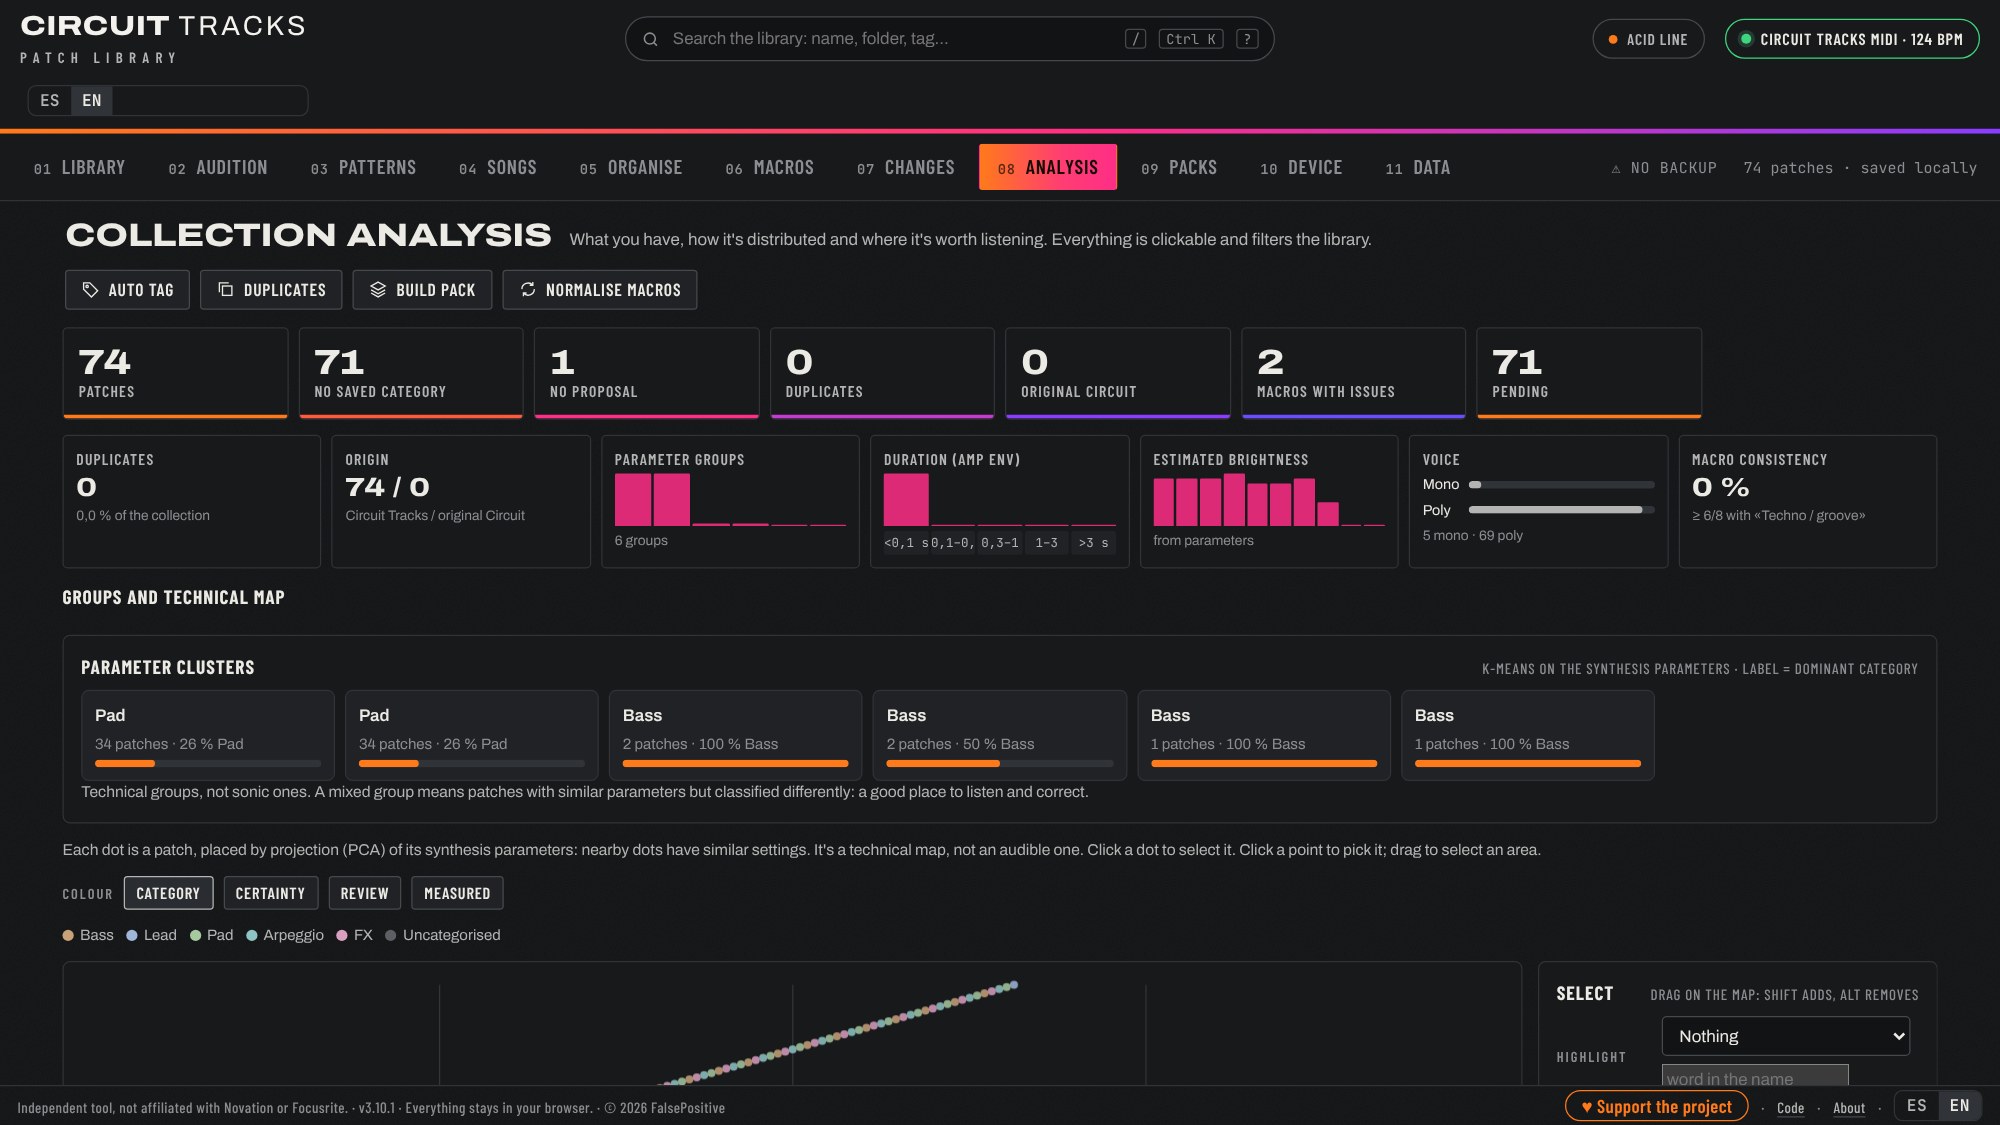 CIRCUIT TRACKS
PATCH LIBRARY
Search the library: name, folder, tag...
/ Ctrl K ?
ACID LINE
CIRCUIT TRACKS MIDI · 124 BPM
ES EN
01 LIBRARY 02 AUDITION 03 PATTERNS 04 SONGS 05 ORGANISE 06 MACROS 07 CHANGES 08 ANALYSIS 09 PACKS 10 DEVICE 11 DATA
⚠ NO BACKUP 74 patches · saved locally
COLLECTION ANALYSIS What you have, how it's distributed and where it's worth listening. Everything is clickable and filters the library.
AUTO TAG DUPLICATES BUILD PACK NORMALISE MACROS
74 71 1 0 0 2 71
PATCHES NO SAVED CATEGORY NO PROPOSAL DUPLICATES ORIGINAL CIRCUIT MACROS WITH ISSUES PENDING
DUPLICATES
0
0,0 % of the collection
ORIGIN
74 / 0
Circuit Tracks / original Circuit
PARAMETER GROUPS
6 groups
DURATION (AMP ENV)
<0,1 s 0,1–0, 0,3–1 1–3 >3 s
ESTIMATED BRIGHTNESS
from parameters
VOICE
Mono
Poly
5 mono · 69 poly
MACRO CONSISTENCY
0 %
≥ 6/8 with «Techno / groove»
GROUPS AND TECHNICAL MAP
PARAMETER CLUSTERS
K-MEANS ON THE SYNTHESIS PARAMETERS · LABEL = DOMINANT CATEGORY
Pad
34 patches · 26 % Pad
Pad
34 patches · 26 % Pad
Bass
2 patches · 100 % Bass
Bass
2 patches · 50 % Bass
Bass
1 patches · 100 % Bass
Bass
1 patches · 100 % Bass
Technical groups, not sonic ones. A mixed group means patches with similar parameters but classified differently: a good place to listen and correct.
Each dot is a patch, placed by projection (PCA) of its synthesis parameters: nearby dots have similar settings. It's a technical map, not an audible one. Click a dot to select it. Click a point to pick it; drag to select an area.
COLOUR CATEGORY CERTAINTY REVIEW MEASURED
Bass Lead Pad Arpeggio FX Uncategorised
SELECT DRAG ON THE MAP: SHIFT ADDS, ALT REMOVES
Nothing
HIGHLIGHT
word in the name
Independent tool, not affiliated with Novation or Focusrite. · v3.10.1 · Everything stays in your browser. · © 2026 FalsePositive
♥ Support the project · Code · About · ES EN